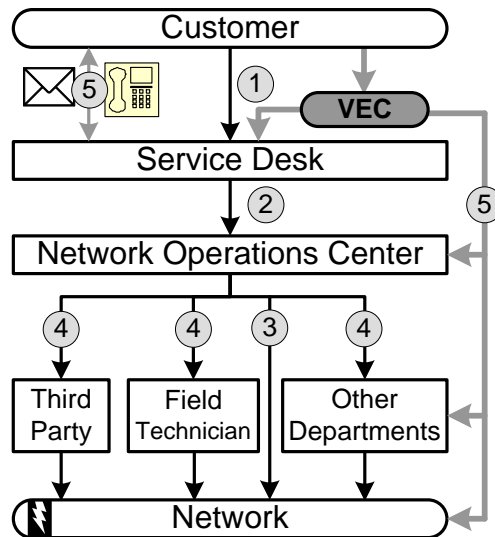 Customer
5
1
VEC
Service Desk
2
5
Network Operations Center
4
4
3
4
Third
Party
Field
Technician
Other
Departments
Network